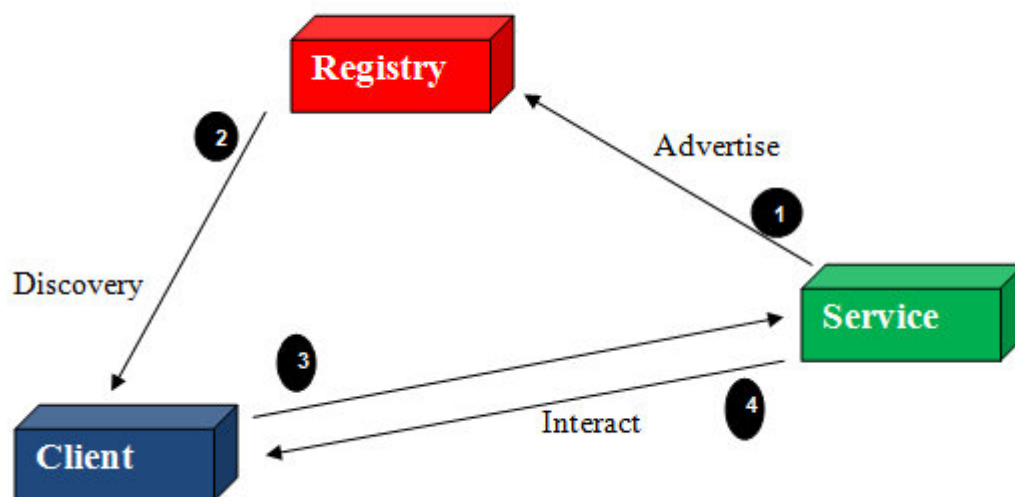 Registry
2
Advertise
1
Discovery
Service
3
4
Interact
Client